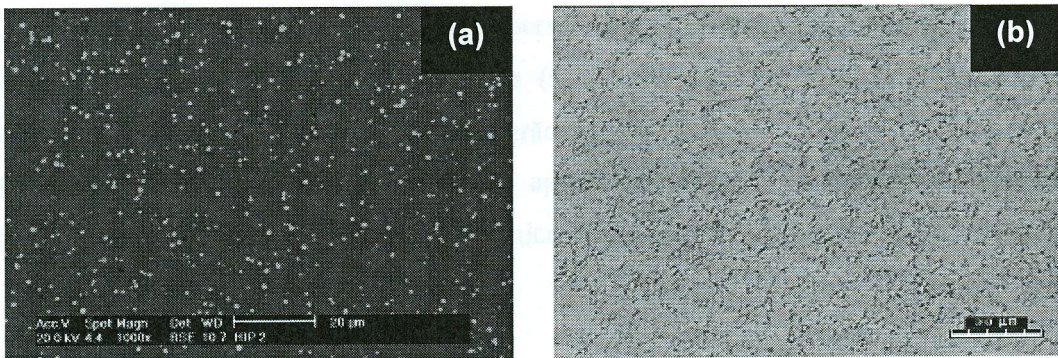 (a)
(b)
Acc.V Spot Magn Det WD 20 µm
20.0 kV 4.4 1000x BSE 10.7 HIP 2